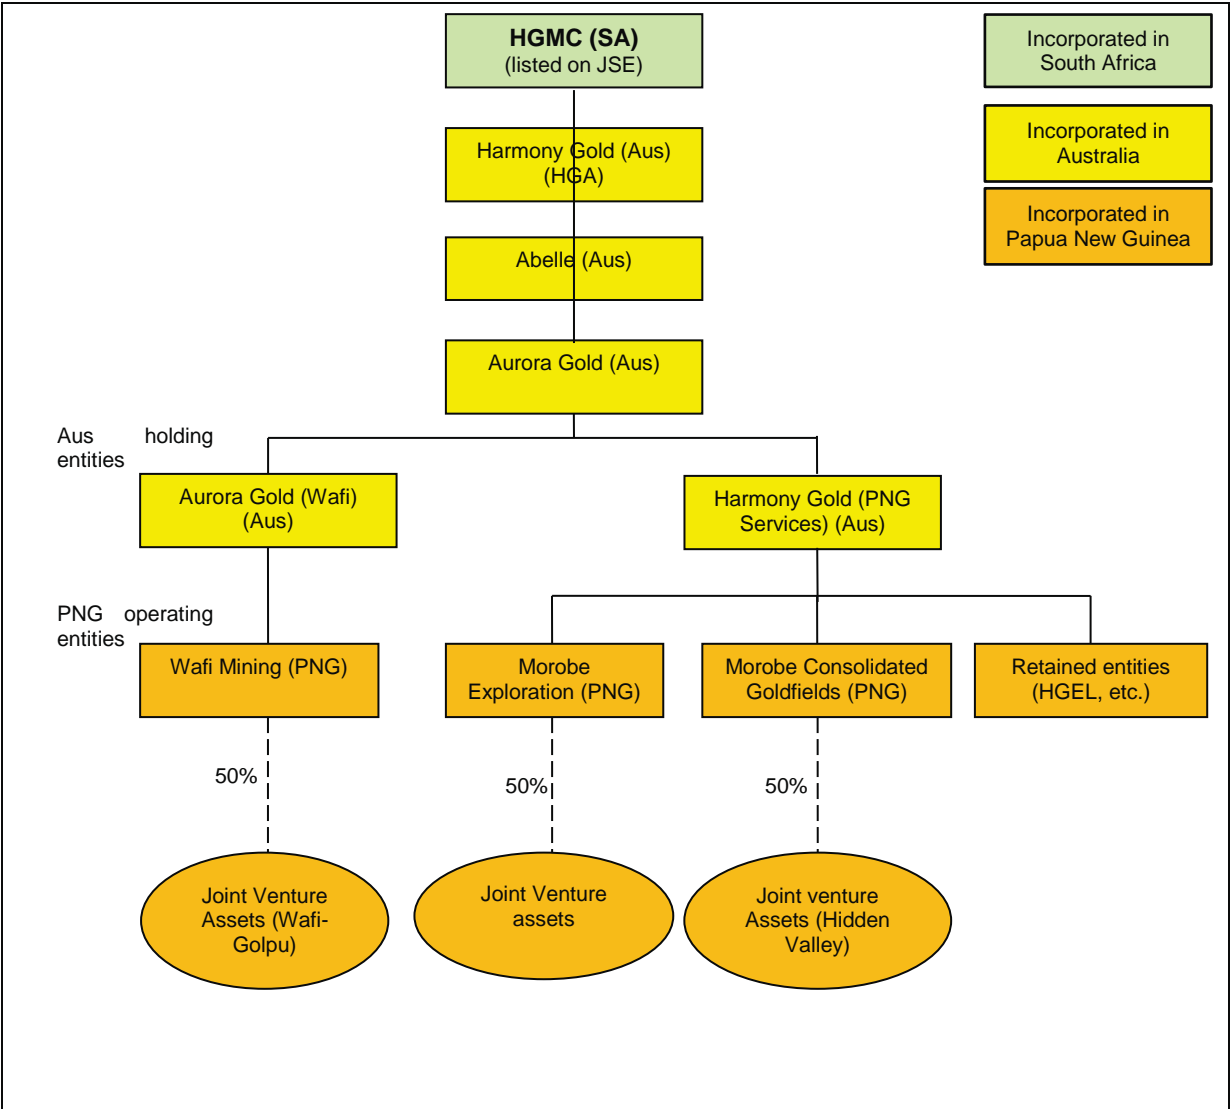 HGMC (SA)
(listed on JSE)
Incorporated in
South Africa
Harmony Gold (Aus)
(HGA)
Incorporated in
Australia
Incorporated in
Papua New Guinea
Abelle (Aus)
Aurora Gold (Aus)
Aus holding
entities
Aurora Gold (Wafi)
(Aus)
Harmony Gold (PNG
Services) (Aus)
PNG operating
entities
Wafi Mining (PNG)
Morobe
Exploration (PNG)
Morobe Consolidated
Goldfields (PNG)
Retained entities
(HGEL, etc.)
50%
50%
50%
Joint Venture
Assets (Wafi-
Golpu)
Joint Venture
assets
Joint venture
Assets (Hidden
Valley)